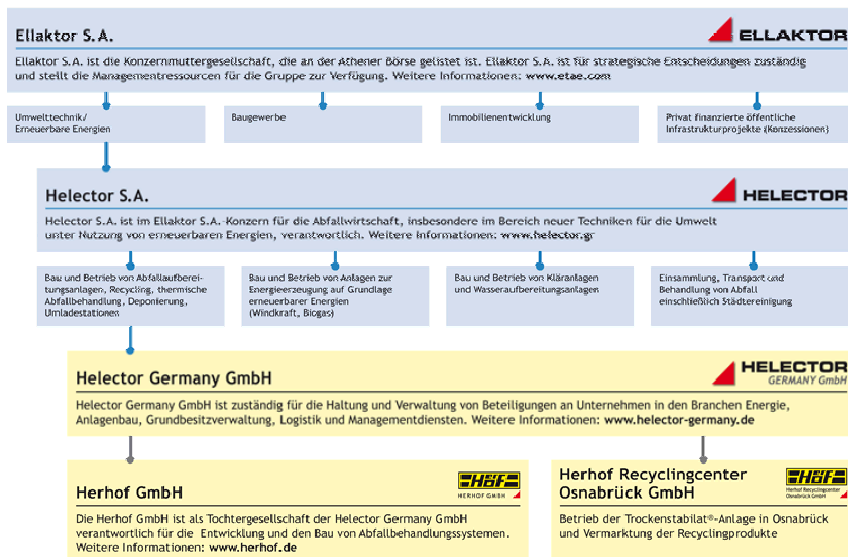 Ellaktor S.A.
ELLAKTOR
Ellaktor S.A. ist die Konzernmuttergesellschaft, die an der Athener Börse gelistet ist. Ellaktor S.A. ist für strategische Entscheidungen zuständig
und stellt die Managementressourcen für die Gruppe zur Verfügung. Weitere Informationen: www.etae.com
Umwelttechnik/
Erneuerbare Energien
Baugewerbe
Immobilienentwicklung
Privat finanzierte öffentliche
Infrastrukturprojekte (Konzessionen)
Helector S.A.
HELECTOR
Helector S.A. ist im Ellaktor S.A.-Konzern für die Abfallwirtschaft, insbesondere im Bereich neuer Techniken für die Umwelt
unter Nutzung von erneuerbaren Energien, verantwortlich. Weitere Informationen: www.helector.gr
Bau und Betrieb von Abfallaufberei-
tungsanlagen, Recycling, thermische
Abfallbehandlung, Deponierung,
Umladestationen
Bau und Betrieb von Anlagen zur
Energieerzeugung auf Grundlage
erneuerbarer Energien
(Windkraft, Biogas)
Bau und Betrieb von Kläranlagen
und Wasseraufbereitungsanlagen
Einsammlung, Transport und
Behandlung von Abfall
einschließlich Städtereinigung
Helector Germany GmbH
HELECTOR
GERMANY GmbH
Helector Germany GmbH ist zuständig für die Haltung und Verwaltung von Beteiligungen an Unternehmen in den Branchen Energie,
Anlagenbau, Grundbesitzverwaltung, Logistik und Managementdiensten. Weitere Informationen: www.helector-germany.de
Herhof GmbH
HÖF
HERHOF GMBH
Die Herhof GmbH ist als Tochtergesellschaft der Helector Germany GmbH
verantwortlich für die Entwicklung und den Bau von Abfallbehandlungssystemen.
Weitere Informationen: www.herhof.de
Herhof Recyclingcenter
Osnabrück GmbH
HÖF
Herhof Recyclingcenter
Osnabrück GmbH
Betrieb der Trockenstabilat®-Anlage in Osnabrück
und Vermarktung der Recyclingprodukte